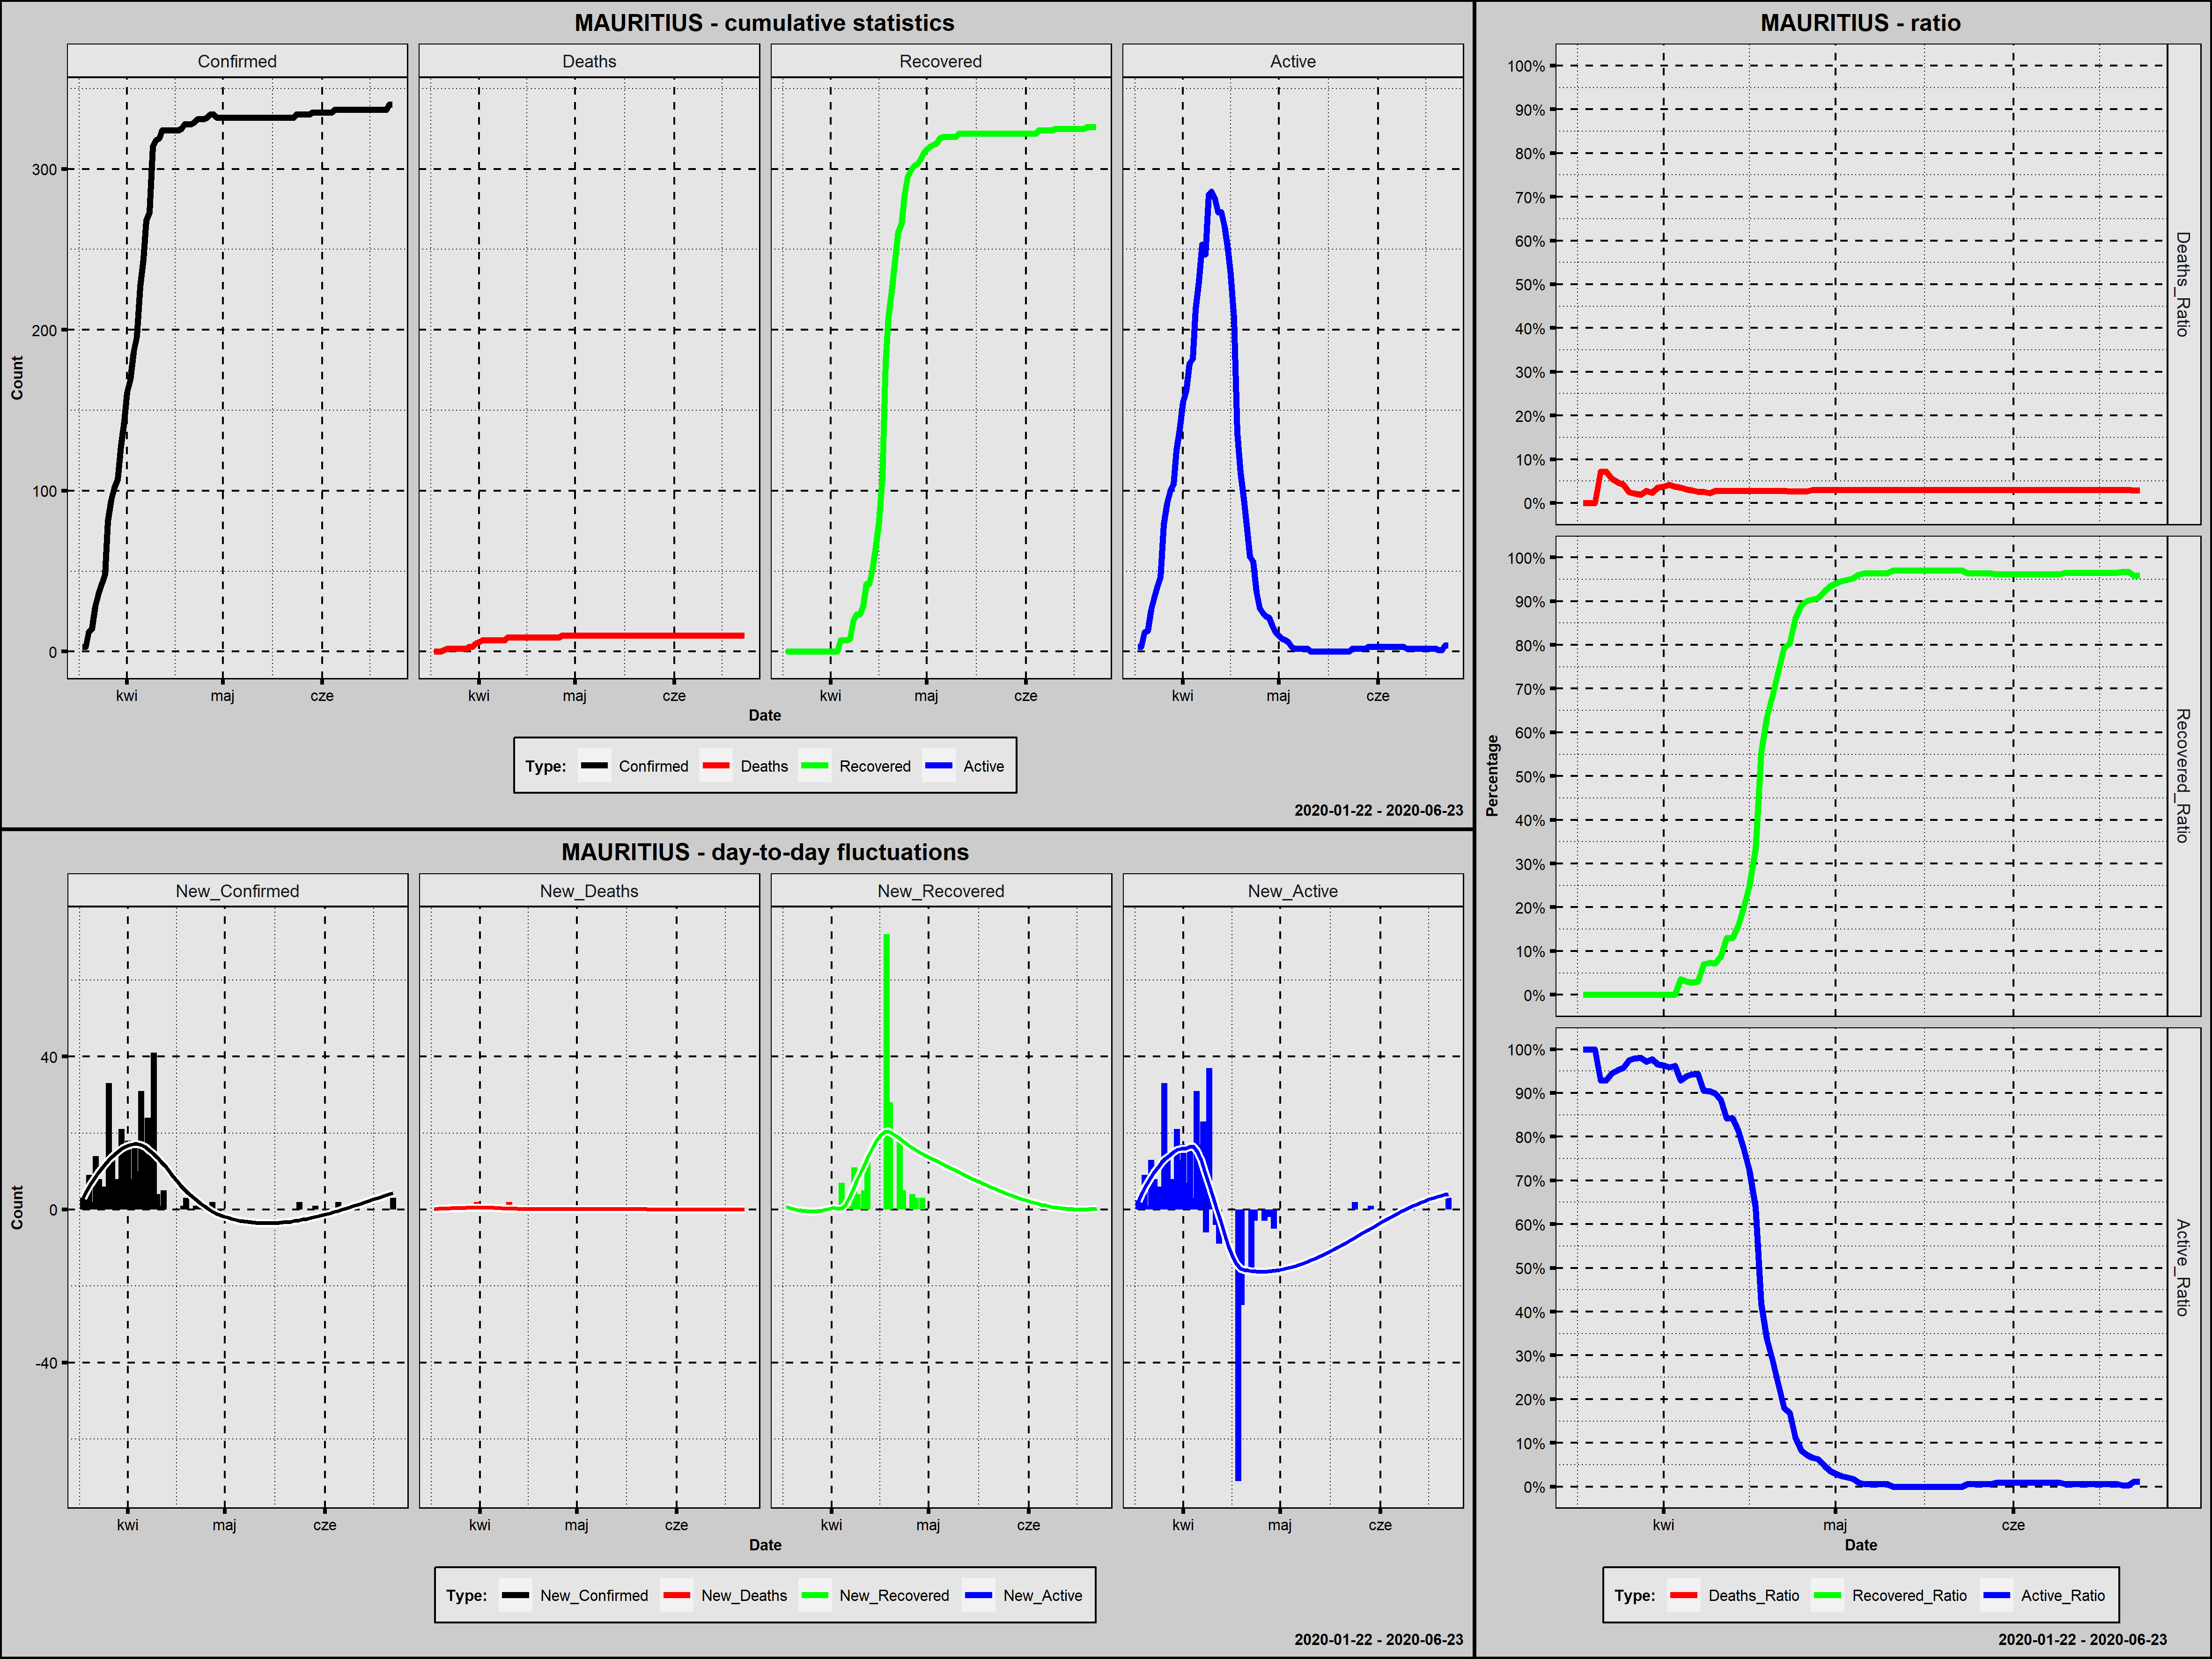 MAURITIUS - cumulative statistics
Confirmed Deaths Recovered Active
Count
300
200
100
0
kwi maj cze kwi maj cze kwi maj cze kwi maj cze
Date
Type: Confirmed Deaths Recovered Active
2020-01-22 - 2020-06-23
MAURITIUS - day-to-day fluctuations
New_Confirmed New_Deaths New_Recovered New_Active
Count
40
0
-40
kwi maj cze kwi maj cze kwi maj cze kwi maj cze
Date
Type: New_Confirmed New_Deaths New_Recovered New_Active
2020-01-22 - 2020-06-23
MAURITIUS - ratio
Percentage
100%
90%
80%
70%
60%
50%
40%
30%
20%
10%
0%
Deaths_Ratio
100%
90%
80%
70%
60%
50%
40%
30%
20%
10%
0%
Recovered_Ratio
100%
90%
80%
70%
60%
50%
40%
30%
20%
10%
0%
Active_Ratio
kwi maj cze
Date
Type: Deaths_Ratio Recovered_Ratio Active_Ratio
2020-01-22 - 2020-06-23